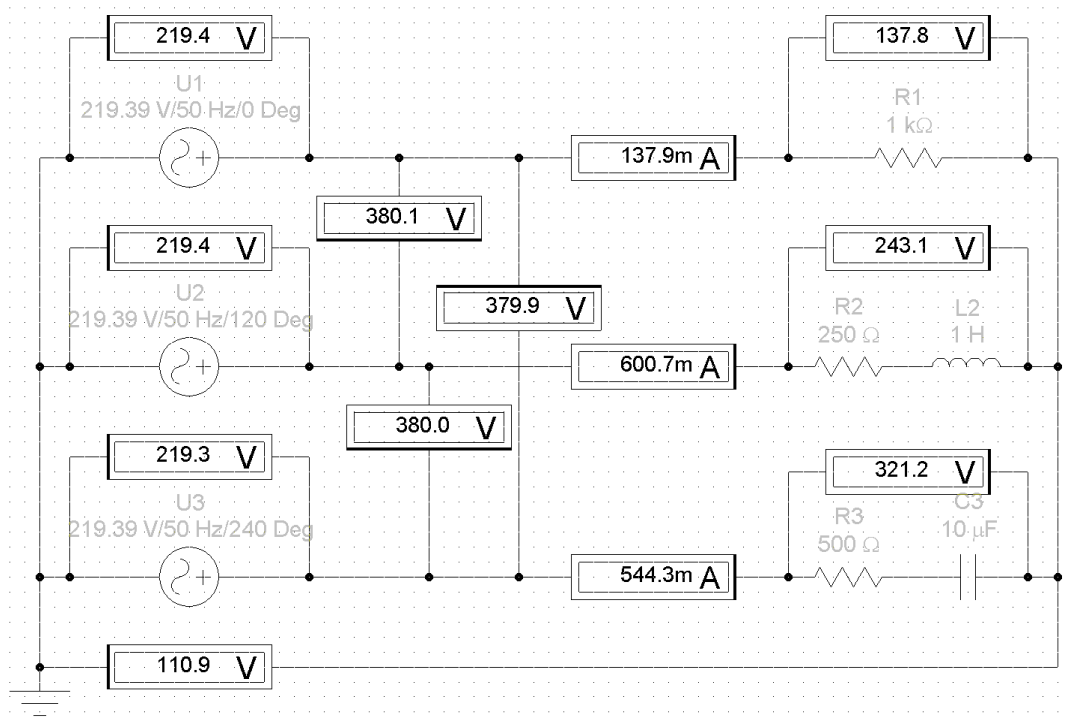 219.4 V
137.8 V
U1
219.39 V/50 Hz/0 Deg
R1
1 kΩ
137.9m A
380.1 V
219.4 V
243.1 V
U2
219.39 V/50 Hz/120 Deg
379.9 V
R2
250 Ω
L2
1 H
600.7m A
380.0 V
219.3 V
321.2 V
U3
219.39 V/50 Hz/240 Deg
R3
500 Ω
C3
10 µF
544.3m A
110.9 V